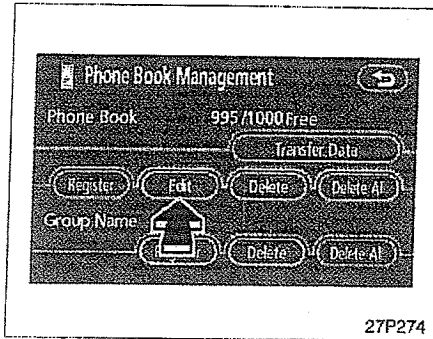 Phone Book Management
Phone Book 995/1000 Free
Transfer Data
Register Edit Delete Delete All
Group Name
Delete Delete All
27P274